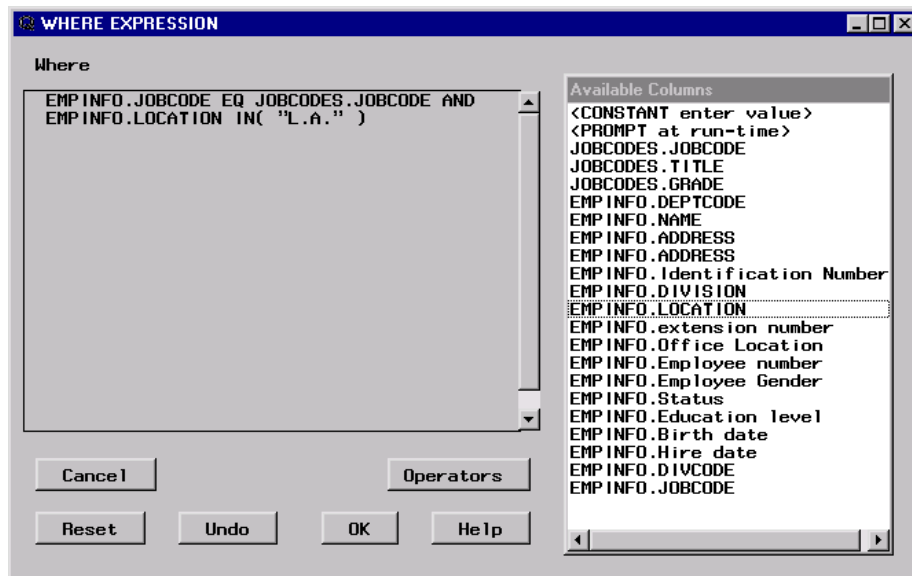 WHERE EXPRESSION
Where
EMPINFO.JOBCODE EQ JOBCODES.JOBCODE AND
EMPINFO.LOCATION IN( "L.A." )
Available Columns
<CONSTANT enter value>
<PROMPT at run-time>
JOBCODES.JOBCODE
JOBCODES.TITLE
JOBCODES.GRADE
EMPINFO.DEPTCODE
EMPINFO.NAME
EMPINFO.ADDRESS
EMPINFO.ADDRESS
EMPINFO.Identification Number
EMPINFO.DIVISION
EMPINFO.LOCATION
EMPINFO.extension number
EMPINFO.Office Location
EMPINFO.Employee number
EMPINFO.Employee Gender
EMPINFO.Status
EMPINFO.Education level
EMPINFO.Birth date
EMPINFO.Hire date
EMPINFO.DIVCODE
EMPINFO.JOBCODE
Cancel Operators
Reset Undo OK Help